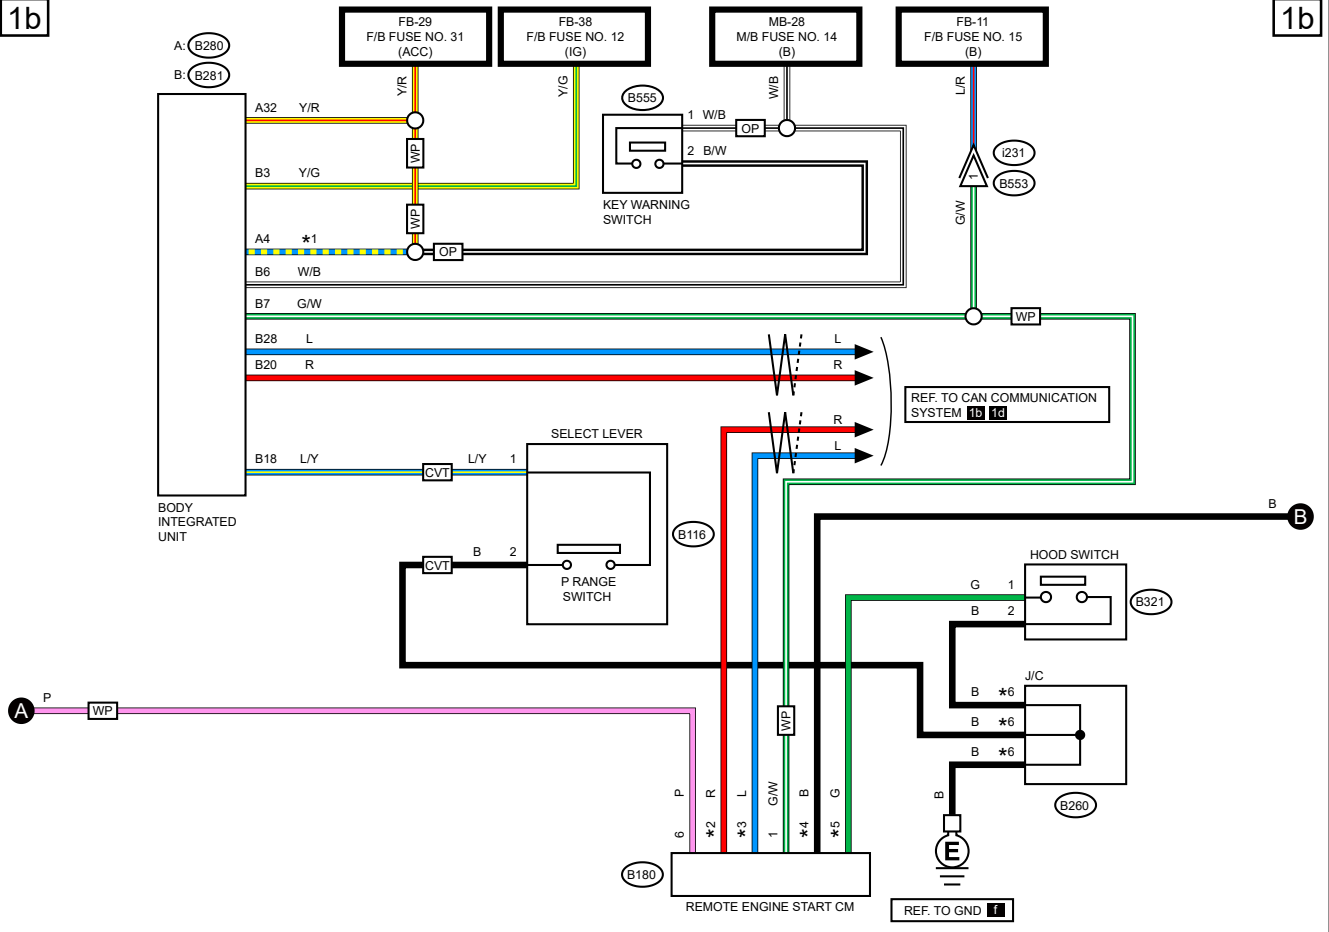 1b
1b
FB-29
F/B FUSE NO. 31
(ACC)
FB-38
F/B FUSE NO. 12
(IG)
MB-28
M/B FUSE NO. 14
(B)
FB-11
F/B FUSE NO. 15
(B)
A: B280
B: B281
Y/R
Y/G
W/B
L/R
B555
A32 Y/R
1 W/B
OP
WP
2 B/W
i231
1
B553
B3 Y/G
KEY WARNING
SWITCH
WP
G/W
A4 *1
OP
B6 W/B
B7 G/W
WP
B28 L
L
B20 R
R
REF. TO CAN COMMUNICATION
SYSTEM 1b 1d
R
L
SELECT LEVER
B18 L/Y
CVT
L/Y 1
BODY
INTEGRATED
UNIT
B
B
B116
CVT
B 2
P RANGE
SWITCH
HOOD SWITCH
G 1
B321
B 2
J/C
B *6
B *6
B *6
A
P
WP
WP
P
R
L
G/W
B
G
6
*2
*3
1
*4
*5
B
B260
E
B180
REMOTE ENGINE START CM
REF. TO GND f